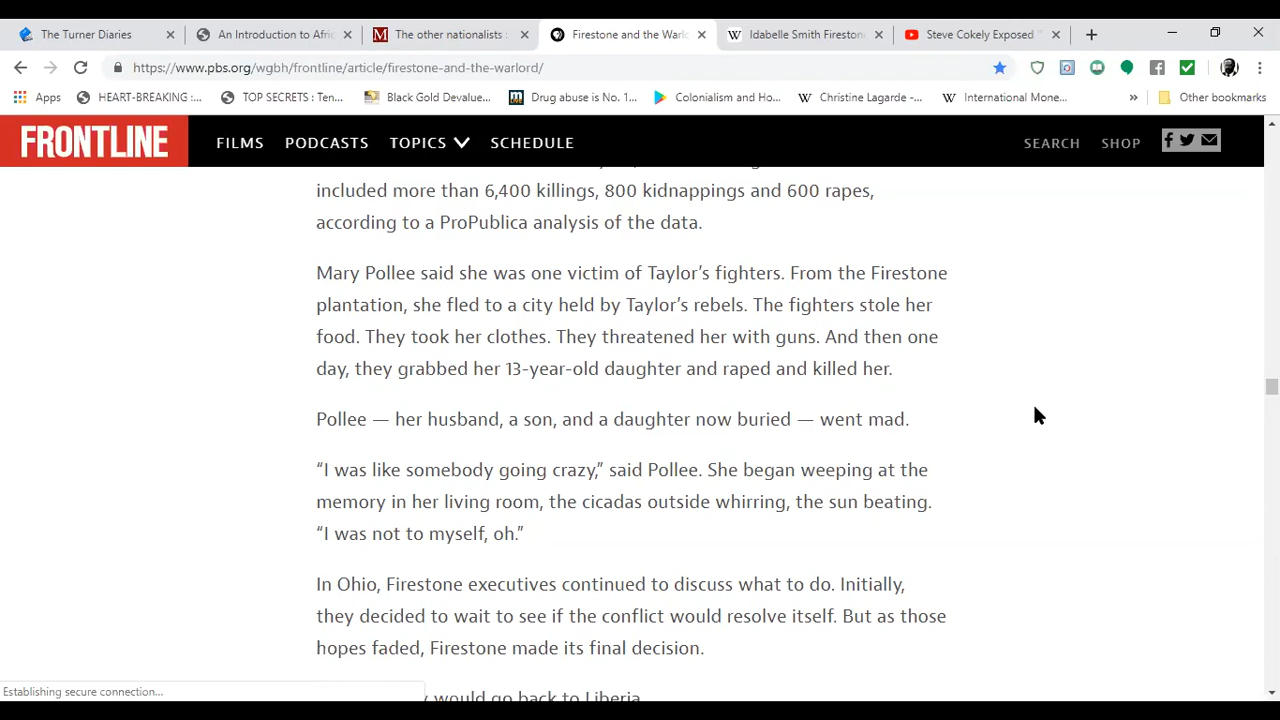 The Turner Diaries
An Introduction to Afric
The other nationalists
Firestone and the Warlo
Idabelle Smith Fireston
Steve Cokely Exposed
https://www.pbs.org/wgbh/frontline/article/firestone-and-the-warlord/
Apps
HEART-BREAKING :...
TOP SECRETS : Ten...
Black Gold Devalue...
Drug abuse is No. 1...
Colonialism and Ho...
Christine Lagarde -...
International Mone...
Other bookmarks
FRONTLINE
FILMS
PODCASTS
TOPICS
SCHEDULE
SEARCH
SHOP
included more than 6,400 killings, 800 kidnappings and 600 rapes,
according to a ProPublica analysis of the data.
Mary Pollee said she was one victim of Taylor’s fighters. From the Firestone
plantation, she fled to a city held by Taylor’s rebels. The fighters stole her
food. They took her clothes. They threatened her with guns. And then one
day, they grabbed her 13-year-old daughter and raped and killed her.
Pollee — her husband, a son, and a daughter now buried — went mad.
“I was like somebody going crazy,” said Pollee. She began weeping at the
memory in her living room, the cicadas outside whirring, the sun beating.
“I was not to myself, oh.”
In Ohio, Firestone executives continued to discuss what to do. Initially,
they decided to wait to see if the conflict would resolve itself. But as those
hopes faded, Firestone made its final decision.
would go back to Liberia.
Establishing secure connection...